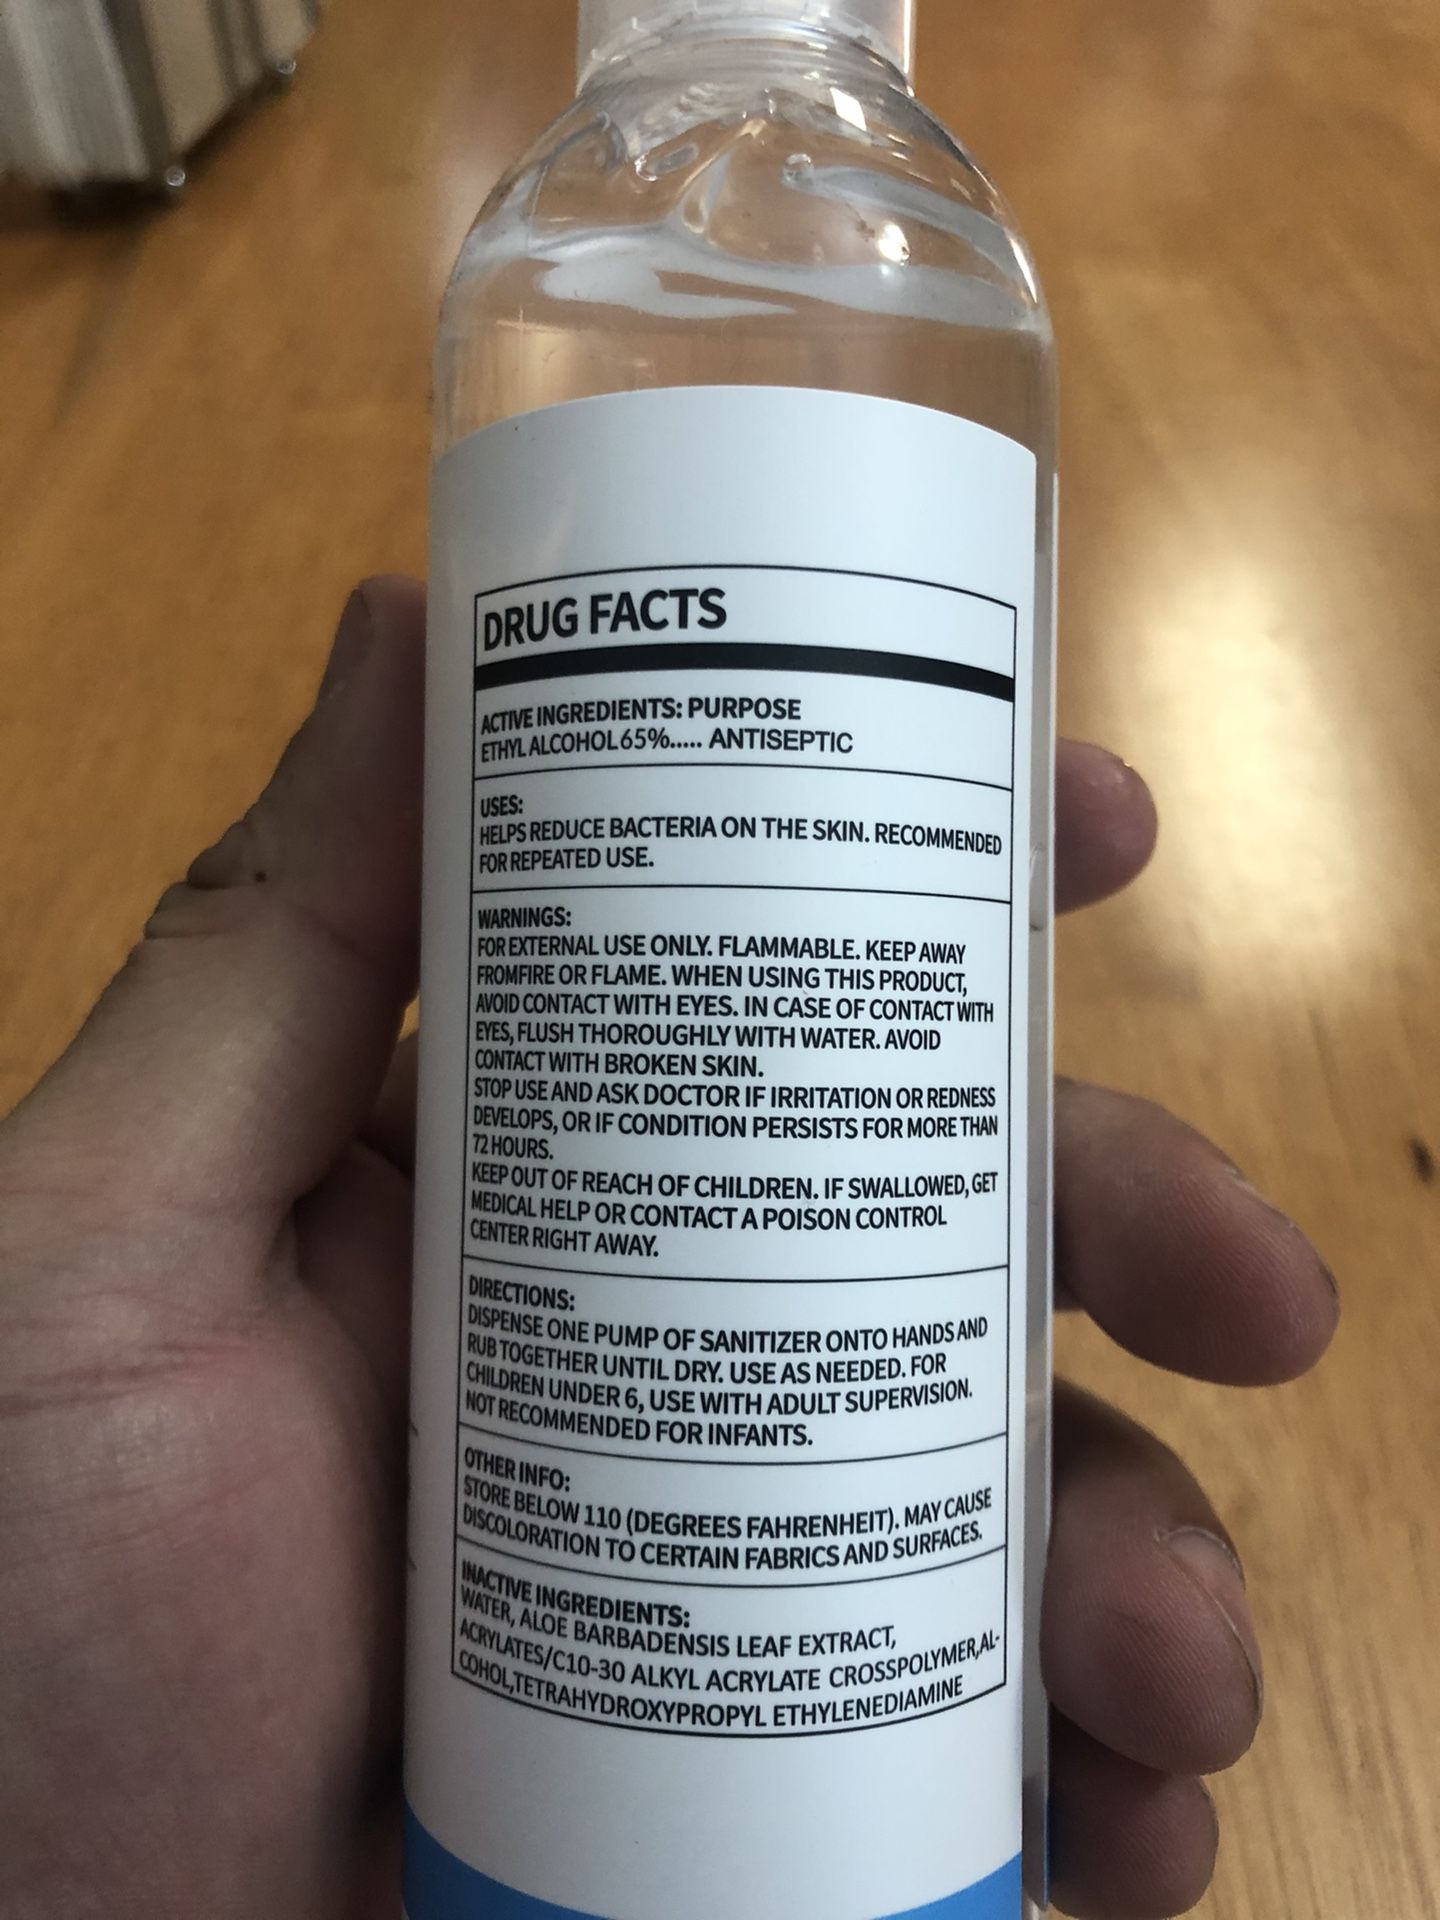 DRUG FACTS
ACTIVE INGREDIENTS: PURPOSE
ETHYL ALCOHOL 65%..... ANTISEPTIC
USES:
HELPS REDUCE BACTERIA ON THE SKIN. RECOMMENDED
FOR REPEATED USE.
WARNINGS:
FOR EXTERNAL USE ONLY. FLAMMABLE. KEEP AWAY
FROMFIRE OR FLAME. WHEN USING THIS PRODUCT,
AVOID CONTACT WITH EYES. IN CASE OF CONTACT WITH
EYES, FLUSH THOROUGHLY WITH WATER. AVOID
CONTACT WITH BROKEN SKIN.
STOP USE AND ASK DOCTOR IF IRRITATION OR REDNESS
DEVELOPS, OR IF CONDITION PERSISTS FOR MORE THAN
72 HOURS.
KEEP OUT OF REACH OF CHILDREN. IF SWALLOWED, GET
MEDICAL HELP OR CONTACT A POISON CONTROL
CENTER RIGHT AWAY.
DIRECTIONS:
DISPENSE ONE PUMP OF SANITIZER ONTO HANDS AND
RUB TOGETHER UNTIL DRY. USE AS NEEDED. FOR
CHILDREN UNDER 6, USE WITH ADULT SUPERVISION.
NOT RECOMMENDED FOR INFANTS.
OTHER INFO:
STORE BELOW 110 (DEGREES FAHRENHEIT). MAY CAUSE
DISCOLORATION TO CERTAIN FABRICS AND SURFACES.
INACTIVE INGREDIENTS:
WATER, ALOE BARBADENSIS LEAF EXTRACT,
ACRYLATES/C10-30 ALKYL ACRYLATE CROSSPOLYMER,AL-
COHOL,TETRAHYDROXYPROPYL ETHYLENEDIAMINE